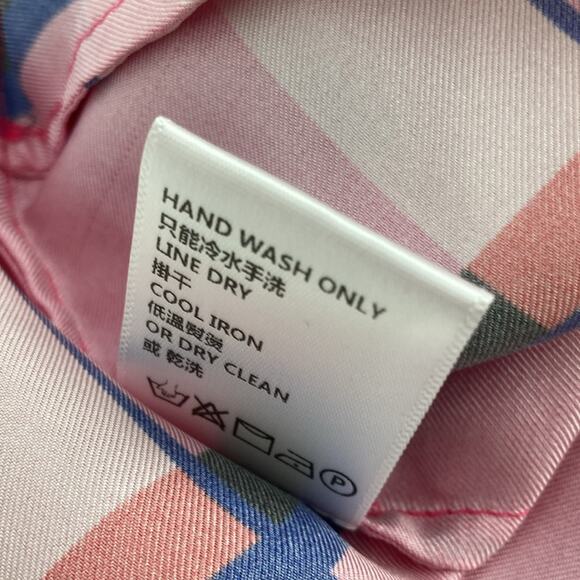 HAND WASH ONLY
只能冷水手洗
LINE DRY
掛干
COOL IRON
低溫熨燙
OR DRY CLEAN
或 乾洗
P